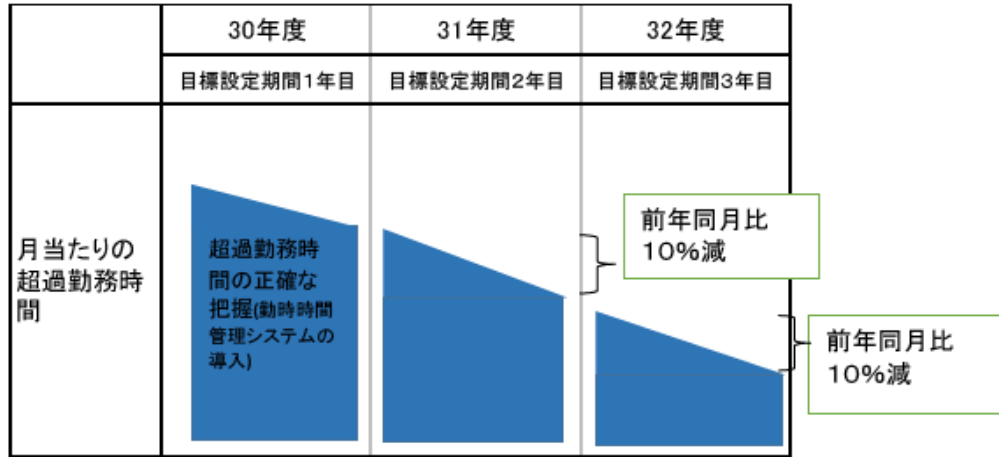 30年度
31年度
32年度
目標設定期間1年目
目標設定期間2年目
目標設定期間3年目
月当たりの
超過勤務時
間
超過勤務時
間の正確な
把握(勤時時間
管理システムの
導入)
前年同月比
10%減
前年同月比
10%減